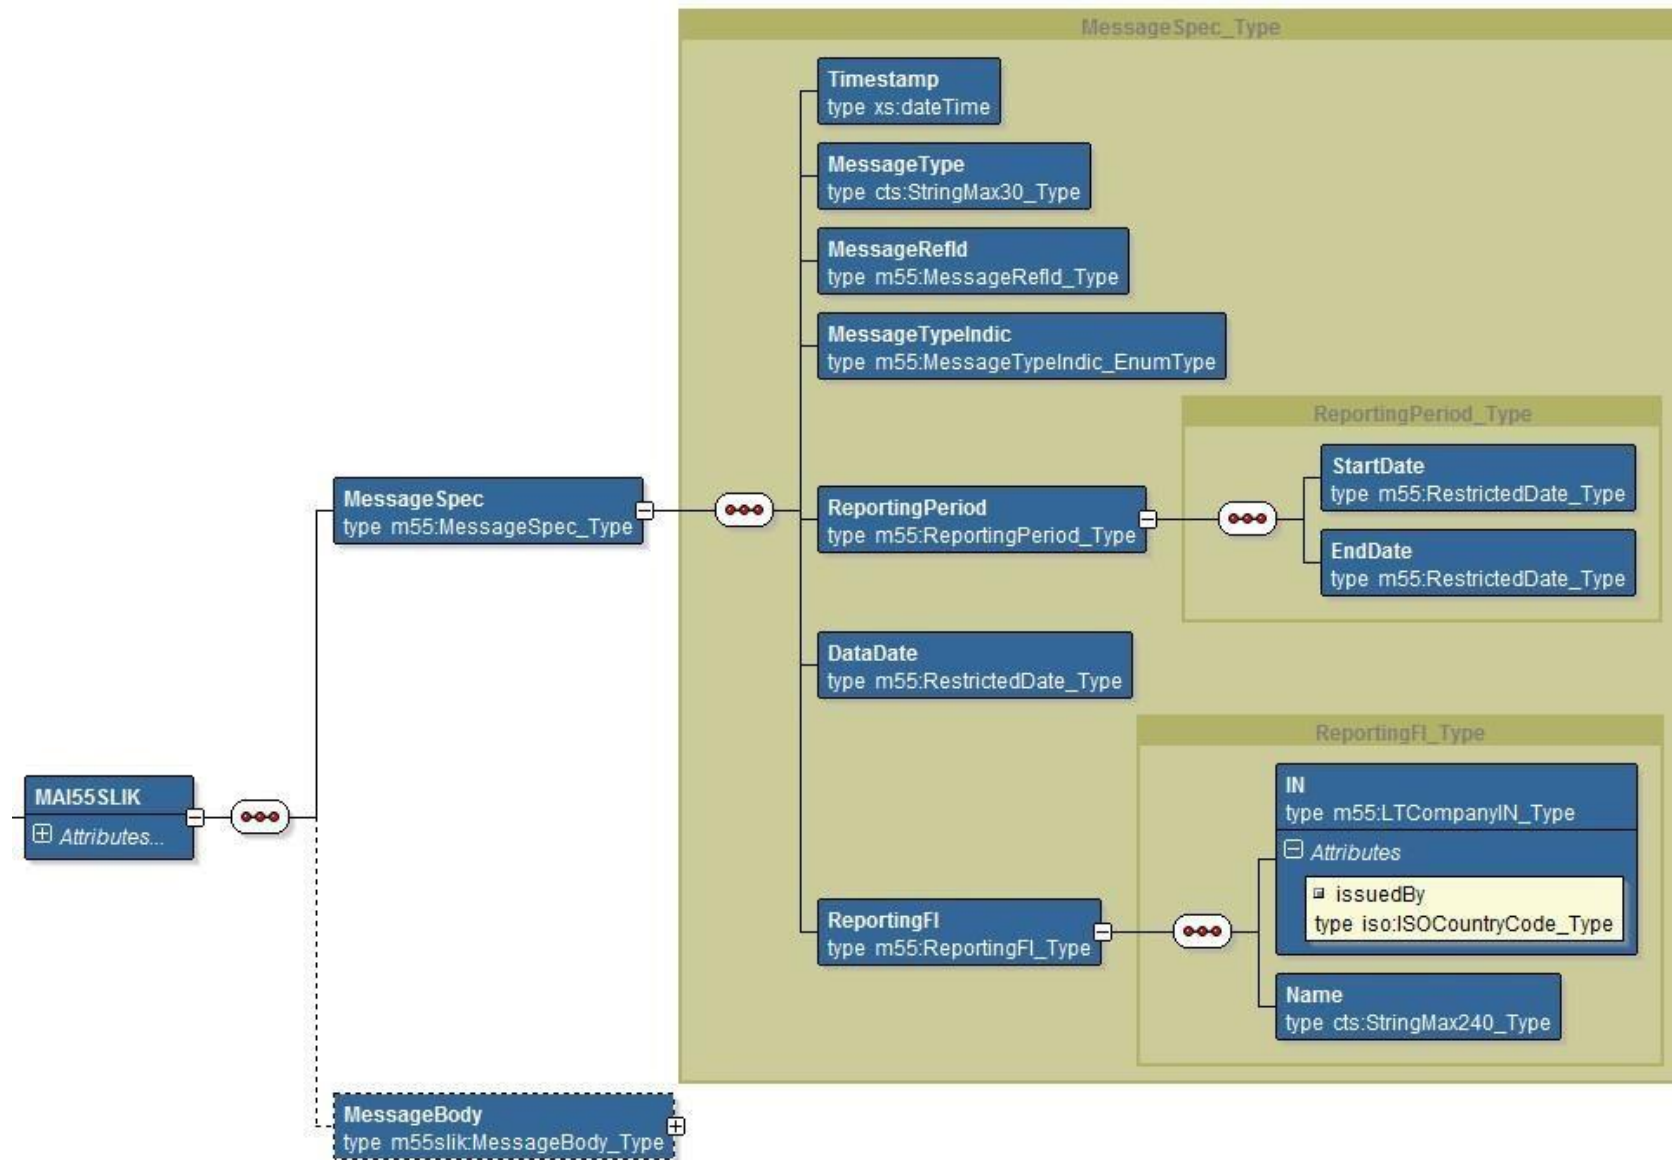 MessageSpec_Type
Timestamp
type xs:dateTime
MessageType
type cts:StringMax30_Type
MessageRefId
type m55:MessageRefId_Type
MessageTypeIndic
type m55:MessageTypeIndic_EnumType
ReportingPeriod_Type
StartDate
type m55:RestrictedDate_Type
MessageSpec
type m55:MessageSpec_Type
ReportingPeriod
type m55:ReportingPeriod_Type
EndDate
type m55:RestrictedDate_Type
DataDate
type m55:RestrictedDate_Type
ReportingFI_Type
MAI55SLIK
Attributes...
IN
type m55:LTCompanyIN_Type
Attributes
issuedBy
type iso:ISOCountryCode_Type
ReportingFI
type m55:ReportingFI_Type
Name
type cts:StringMax240_Type
MessageBody
type m55slik:MessageBody_Type